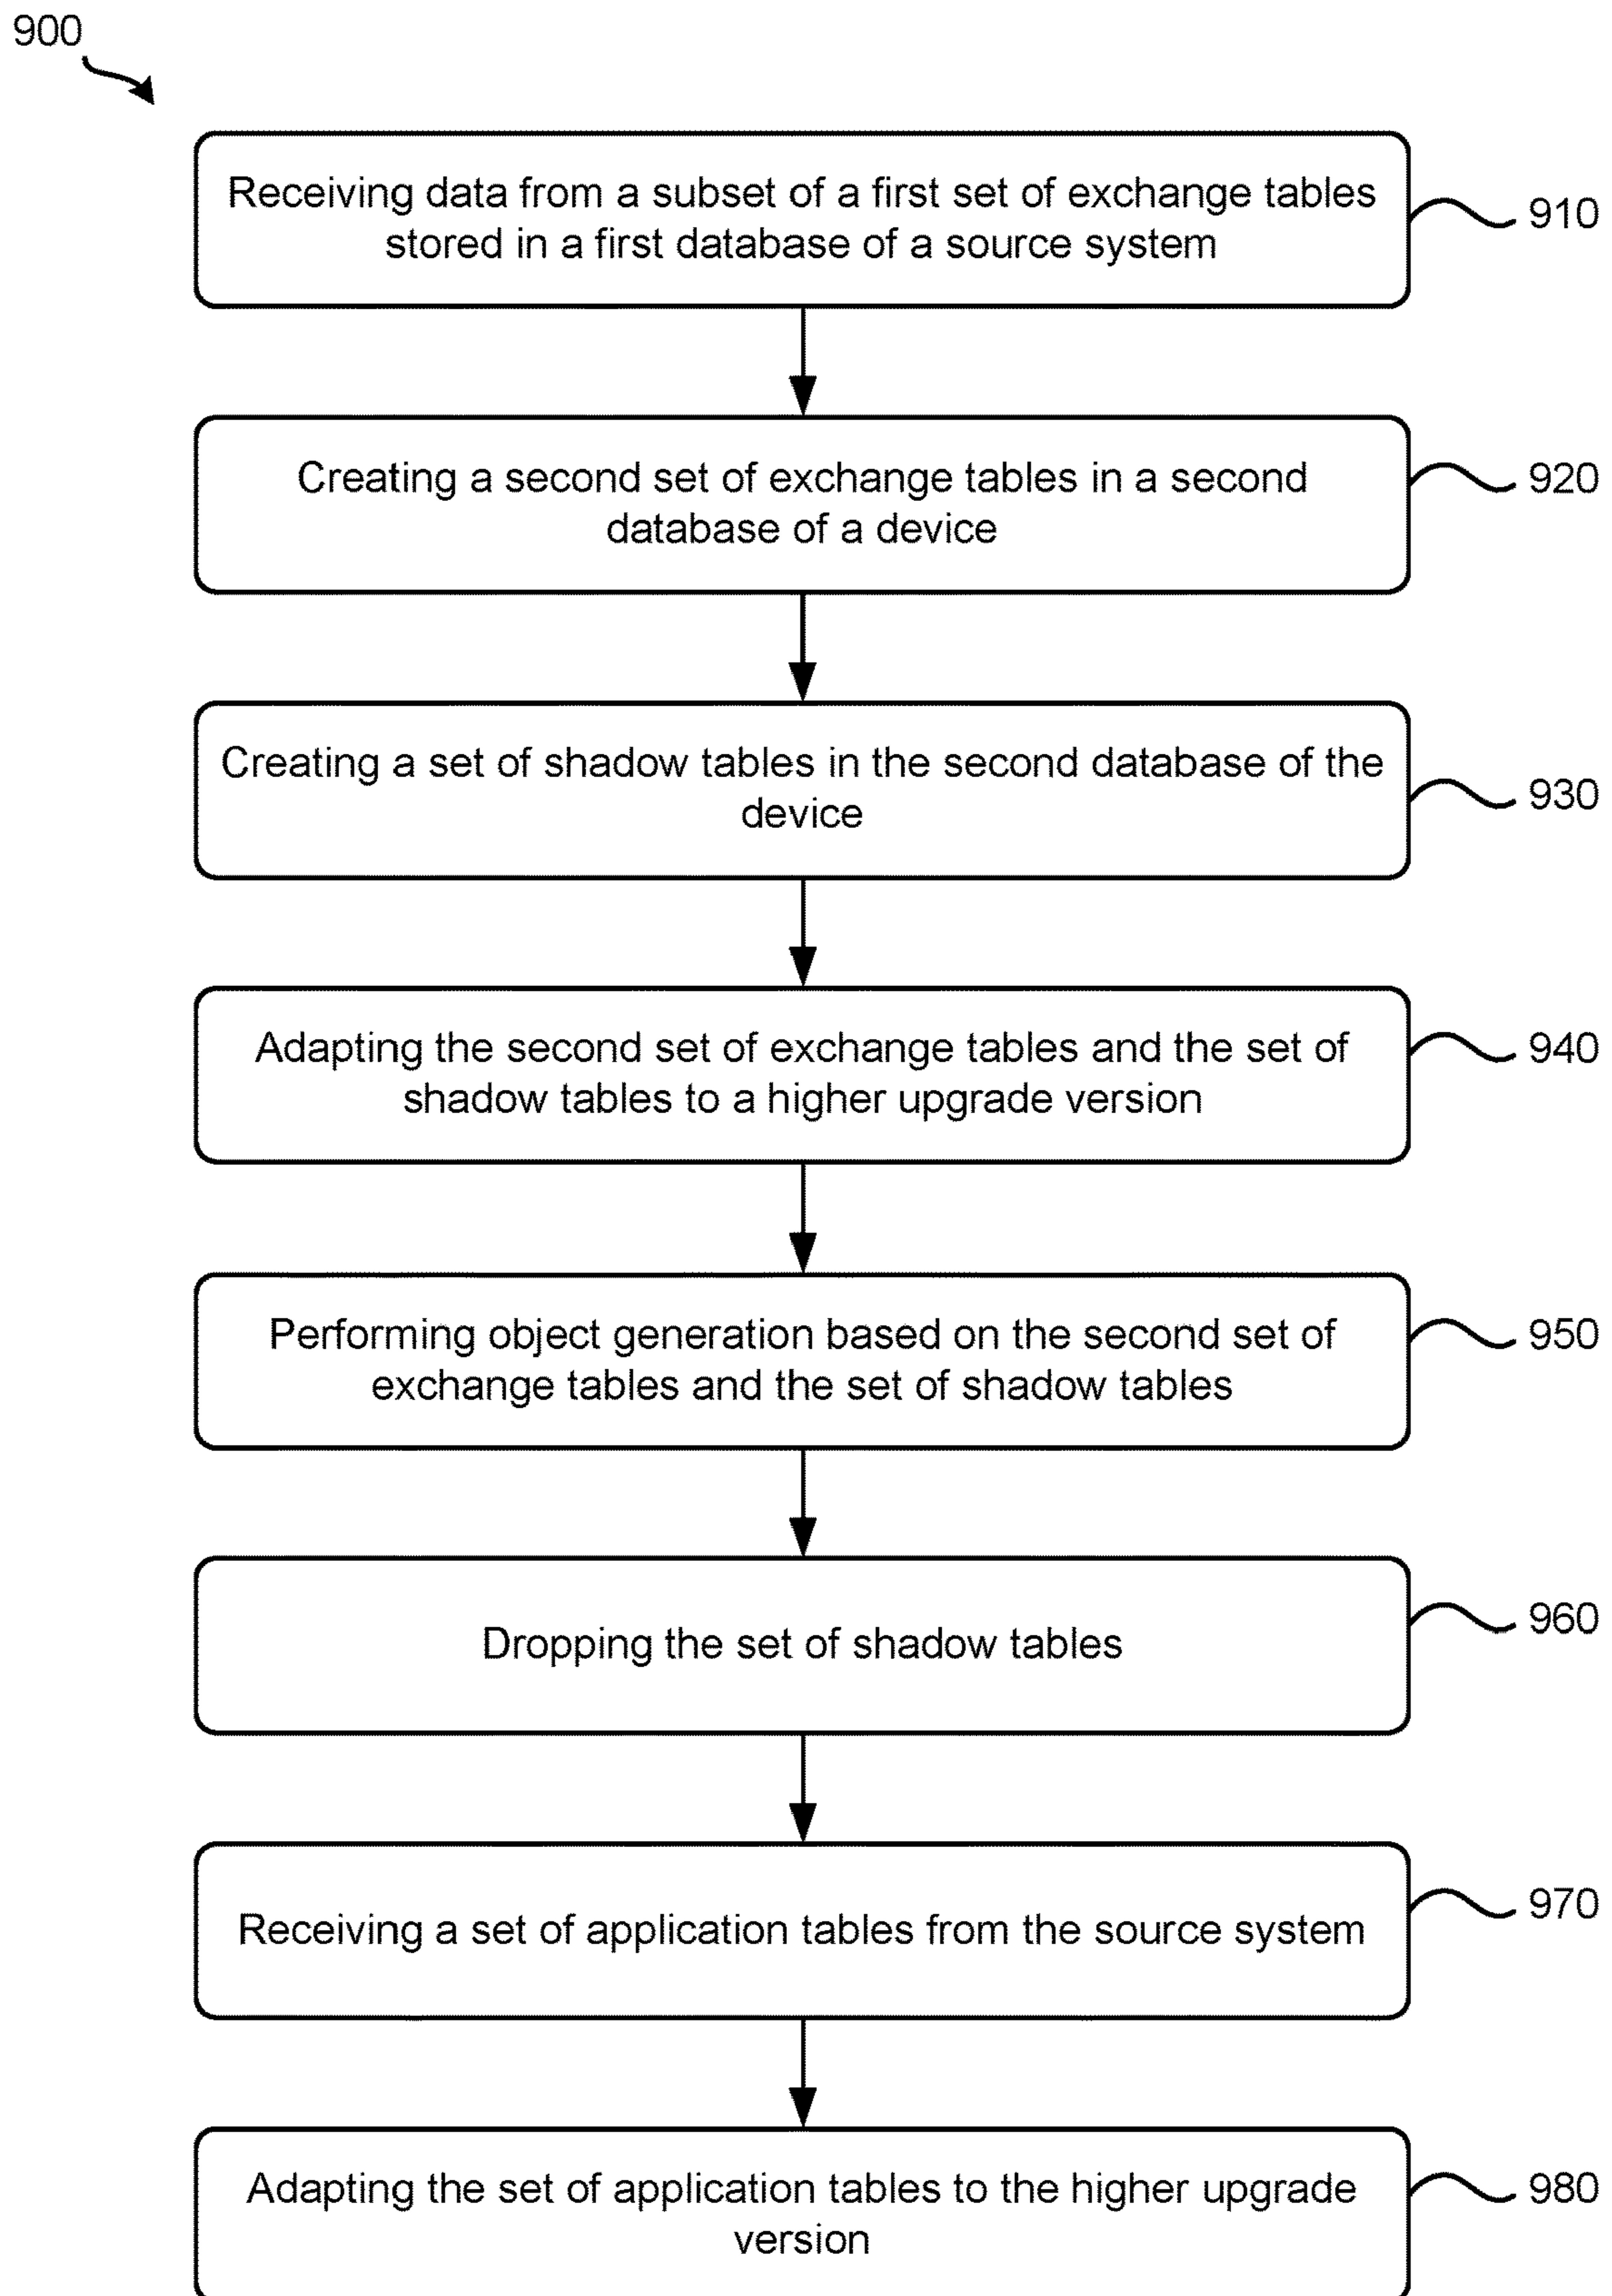 900
Receiving data from a subset of a first set of exchange tables
stored in a first database of a source system
910
Creating a second set of exchange tables in a second
database of a device
920
Creating a set of shadow tables in the second database of the
device
930
Adapting the second set of exchange tables and the set of
shadow tables to a higher upgrade version
940
Performing object generation based on the second set of
exchange tables and the set of shadow tables
950
Dropping the set of shadow tables
960
Receiving a set of application tables from the source system
970
Adapting the set of application tables to the higher upgrade
version
980